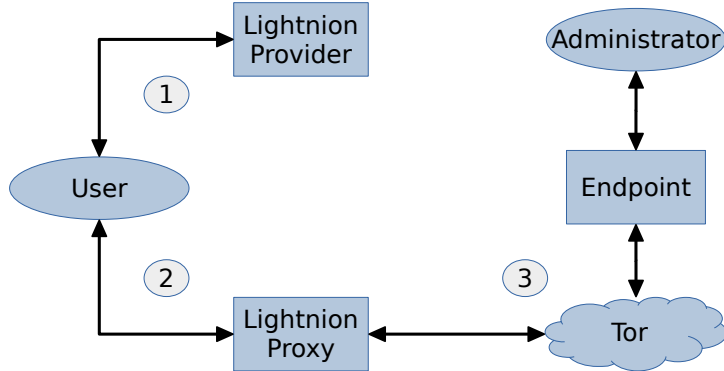 Lightnion
Provider
Administrator
1
User
Endpoint
2
3
Lightnion
Proxy
Tor